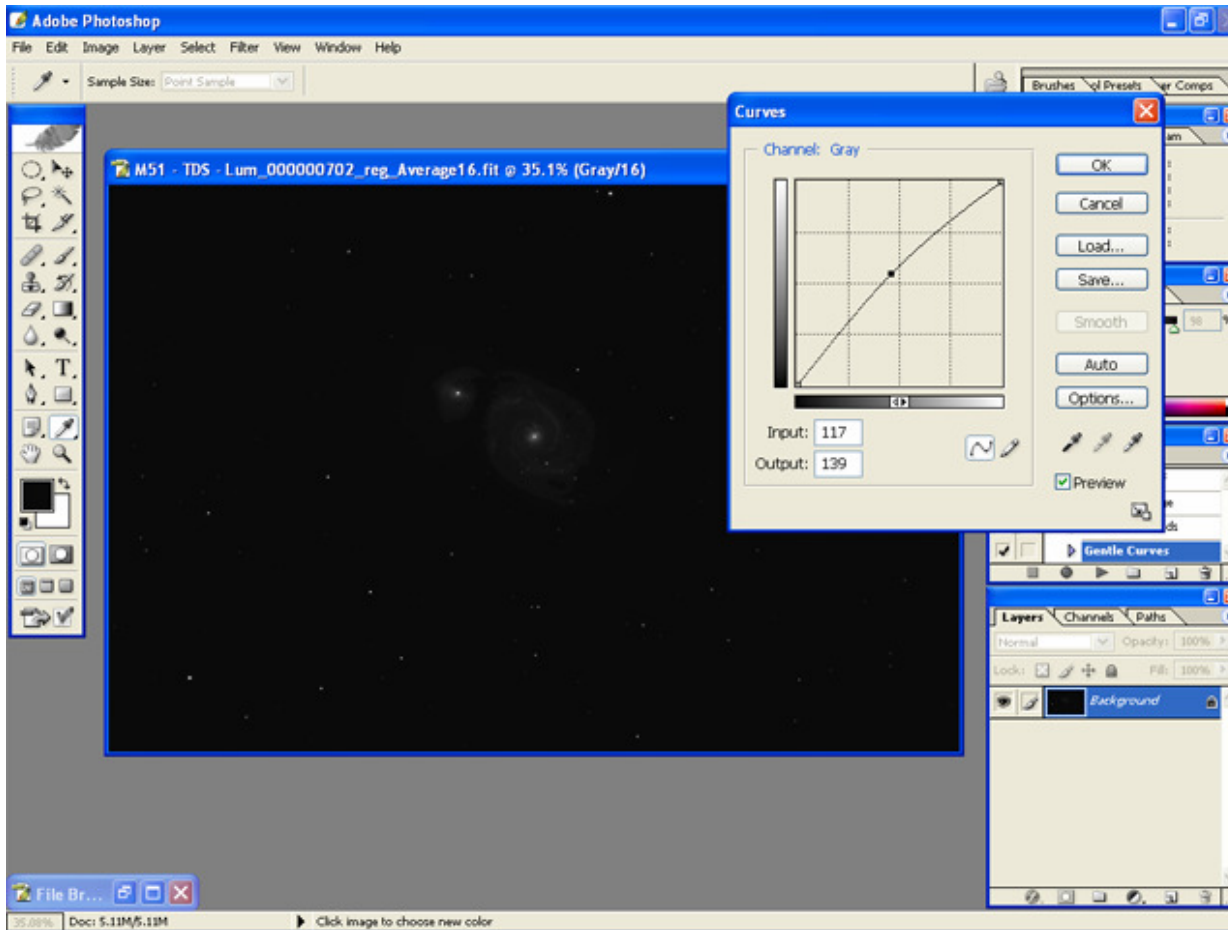 Adobe Photoshop
File Edit Image Layer Select Filter View Window Help
Sample Size: Point Sample
Brushes ol Presets er Comps
Curves
am
M51 - TDS - Lum_000000702_reg_Average16.fit @ 35.1% (Gray/16)
Channel: Gray
OK
Cancel
Load...
Save...
Smooth
98 %
Auto
Options...
Input: 117
Output: 139
Preview
ds
Gentle Curves
T
Layers Channels Paths
Normal Opacity: 100%
Lock: Fill: 100%
Background
File Br...
35.08% Doc: 5.11M/5.11M Click image to choose new color